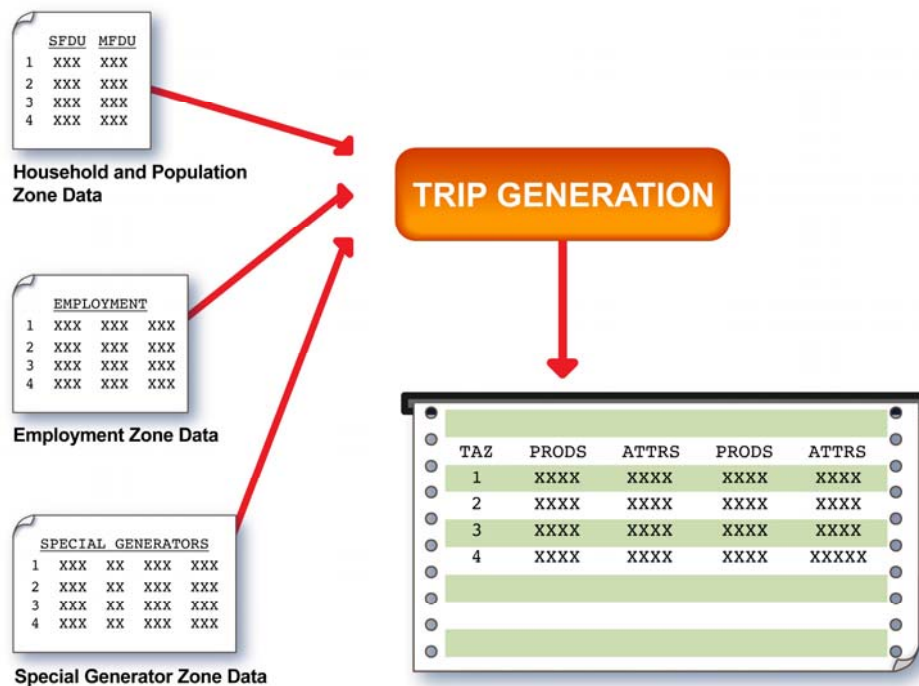 SFDU MFDU
1 XXX XXX
2 XXX XXX
3 XXX XXX
4 XXX XXX
Household and Population
Zone Data
EMPLOYMENT
1 XXX XXX XXX
2 XXX XXX XXX
3 XXX XXX XXX
4 XXX XXX XXX
Employment Zone Data
SPECIAL GENERATORS
1 XXX XX XXX XXX
2 XXX XX XXX XXX
3 XXX XX XXX XXX
4 XXX XX XXX XXX
Special Generator Zone Data
TRIP GENERATION
TAZ PRODS ATTRS PRODS ATTRS
1 XXXX XXXX XXXX XXXX
2 XXXX XXXX XXXX XXXX
3 XXXX XXXX XXXX XXXX
4 XXXX XXXX XXXX XXXXX